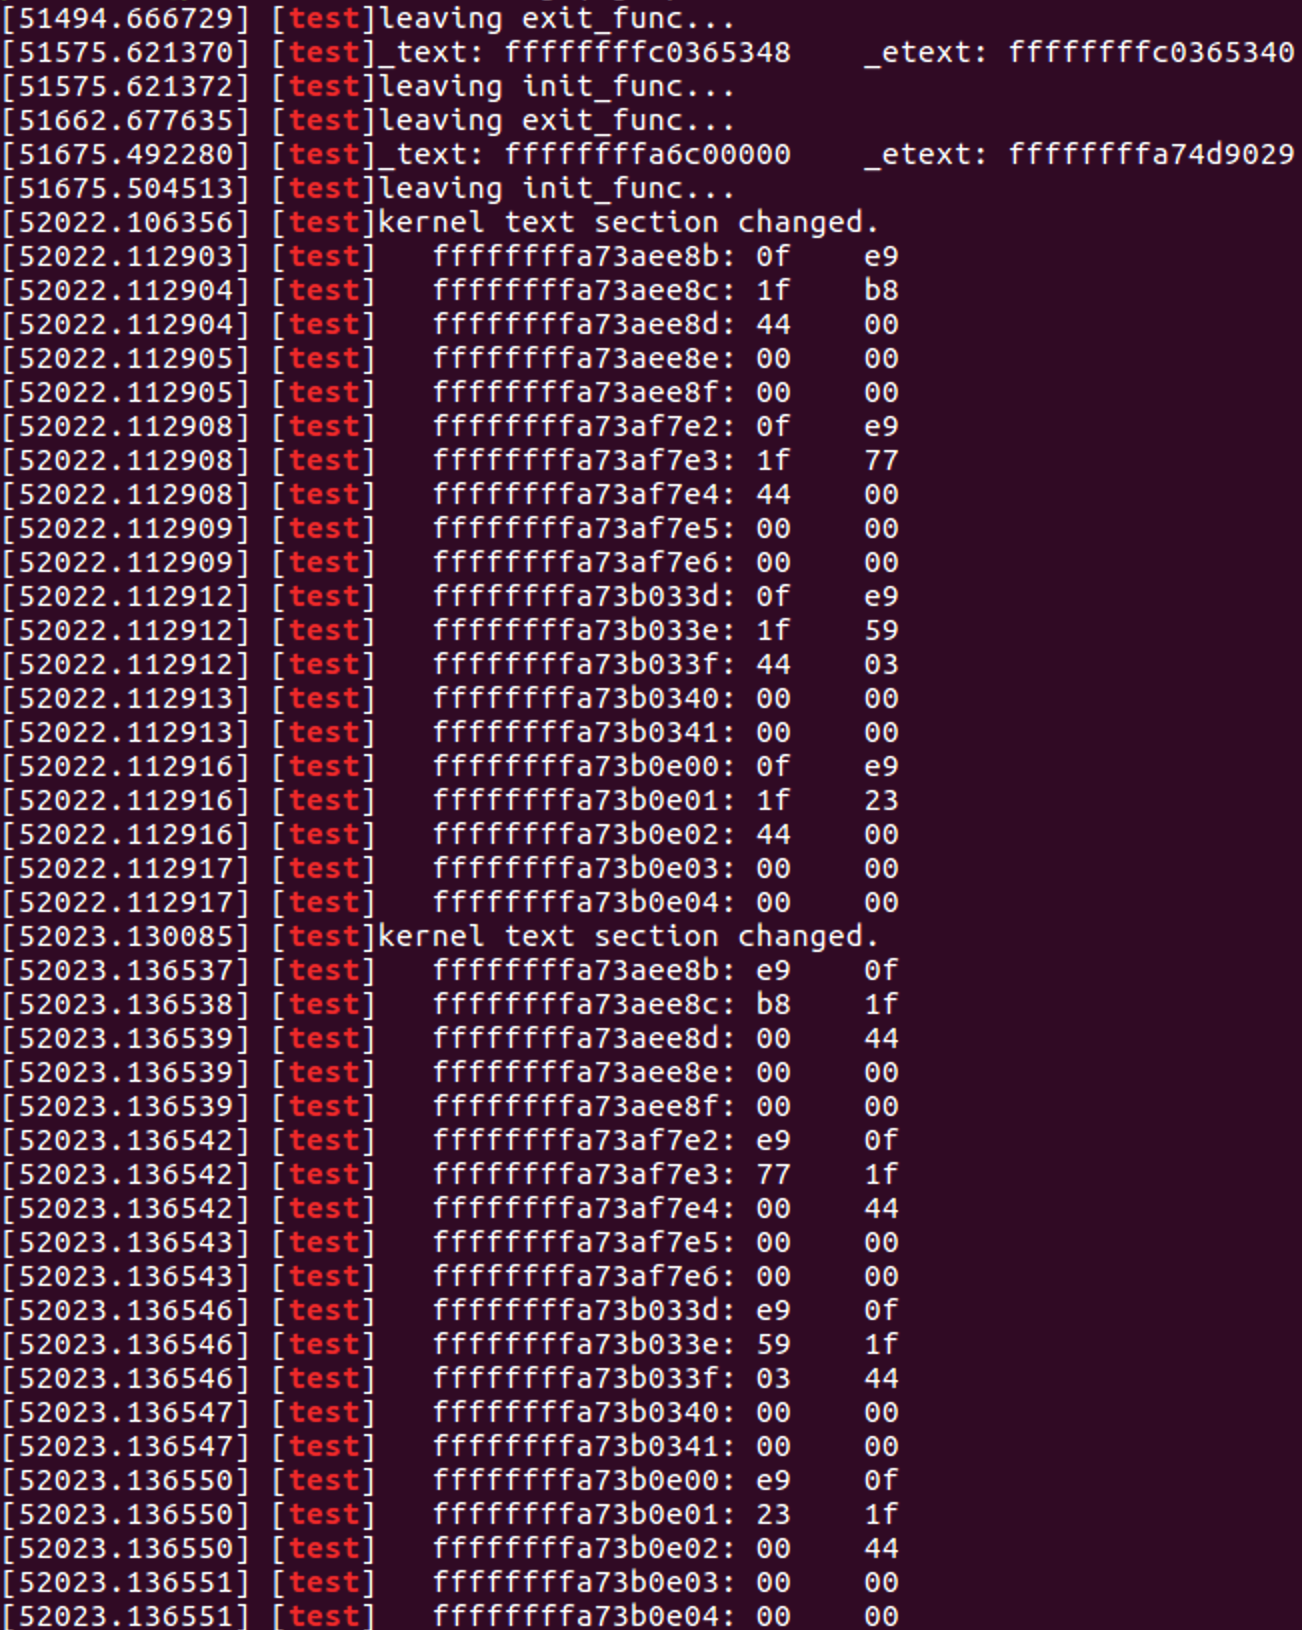 [51494.666729] [test]leaving exit_func...
[51575.621370] [test]_text: ffffffffc0365348    _etext: ffffffffc0365340
[51575.621372] [test]leaving init_func...
[51662.677635] [test]leaving exit_func...
[51675.492280] [test]_text: ffffffffa6c00000    _etext: ffffffffa74d9029
[51675.504513] [test]leaving init_func...
[52022.106356] [test]kernel text section changed.
[52022.112903] [test]   ffffffffa73aee8b: 0f    e9
[52022.112904] [test]   ffffffffa73aee8c: 1f    b8
[52022.112904] [test]   ffffffffa73aee8d: 44    00
[52022.112905] [test]   ffffffffa73aee8e: 00    00
[52022.112905] [test]   ffffffffa73aee8f: 00    00
[52022.112908] [test]   ffffffffa73af7e2: 0f    e9
[52022.112908] [test]   ffffffffa73af7e3: 1f    77
[52022.112908] [test]   ffffffffa73af7e4: 44    00
[52022.112909] [test]   ffffffffa73af7e5: 00    00
[52022.112909] [test]   ffffffffa73af7e6: 00    00
[52022.112912] [test]   ffffffffa73b033d: 0f    e9
[52022.112912] [test]   ffffffffa73b033e: 1f    59
[52022.112912] [test]   ffffffffa73b033f: 44    03
[52022.112913] [test]   ffffffffa73b0340: 00    00
[52022.112913] [test]   ffffffffa73b0341: 00    00
[52022.112916] [test]   ffffffffa73b0e00: 0f    e9
[52022.112916] [test]   ffffffffa73b0e01: 1f    23
[52022.112916] [test]   ffffffffa73b0e02: 44    00
[52022.112917] [test]   ffffffffa73b0e03: 00    00
[52022.112917] [test]   ffffffffa73b0e04: 00    00
[52023.130085] [test]kernel text section changed.
[52023.136537] [test]   ffffffffa73aee8b: e9    0f
[52023.136538] [test]   ffffffffa73aee8c: b8    1f
[52023.136539] [test]   ffffffffa73aee8d: 00    44
[52023.136539] [test]   ffffffffa73aee8e: 00    00
[52023.136539] [test]   ffffffffa73aee8f: 00    00
[52023.136542] [test]   ffffffffa73af7e2: e9    0f
[52023.136542] [test]   ffffffffa73af7e3: 77    1f
[52023.136542] [test]   ffffffffa73af7e4: 00    44
[52023.136543] [test]   ffffffffa73af7e5: 00    00
[52023.136543] [test]   ffffffffa73af7e6: 00    00
[52023.136546] [test]   ffffffffa73b033d: e9    0f
[52023.136546] [test]   ffffffffa73b033e: 59    1f
[52023.136546] [test]   ffffffffa73b033f: 03    44
[52023.136547] [test]   ffffffffa73b0340: 00    00
[52023.136547] [test]   ffffffffa73b0341: 00    00
[52023.136550] [test]   ffffffffa73b0e00: e9    0f
[52023.136550] [test]   ffffffffa73b0e01: 23    1f
[52023.136550] [test]   ffffffffa73b0e02: 00    44
[52023.136551] [test]   ffffffffa73b0e03: 00    00
[52023.136551] [test]   ffffffffa73b0e04: 00    00